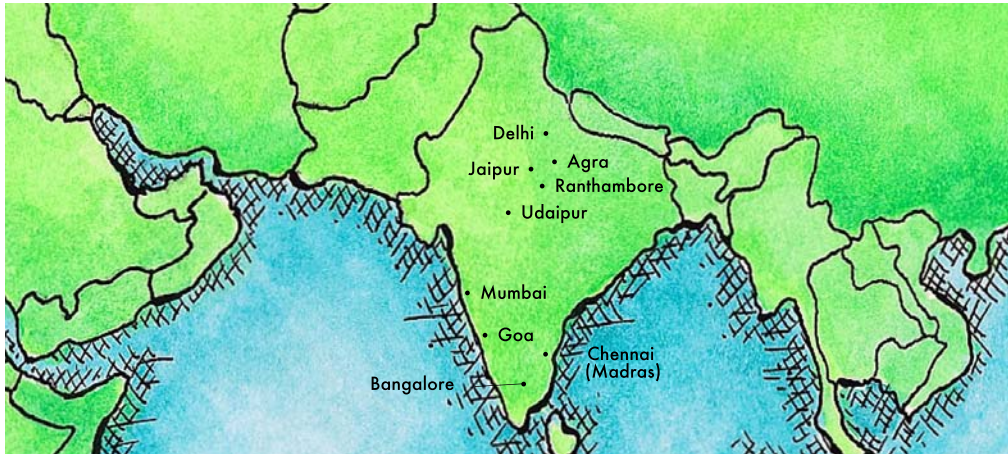 Delhi
Agra
Jaipur
Ranthambore
Udaipur
Mumbai
Goa
Chennai
(Madras)
Bangalore